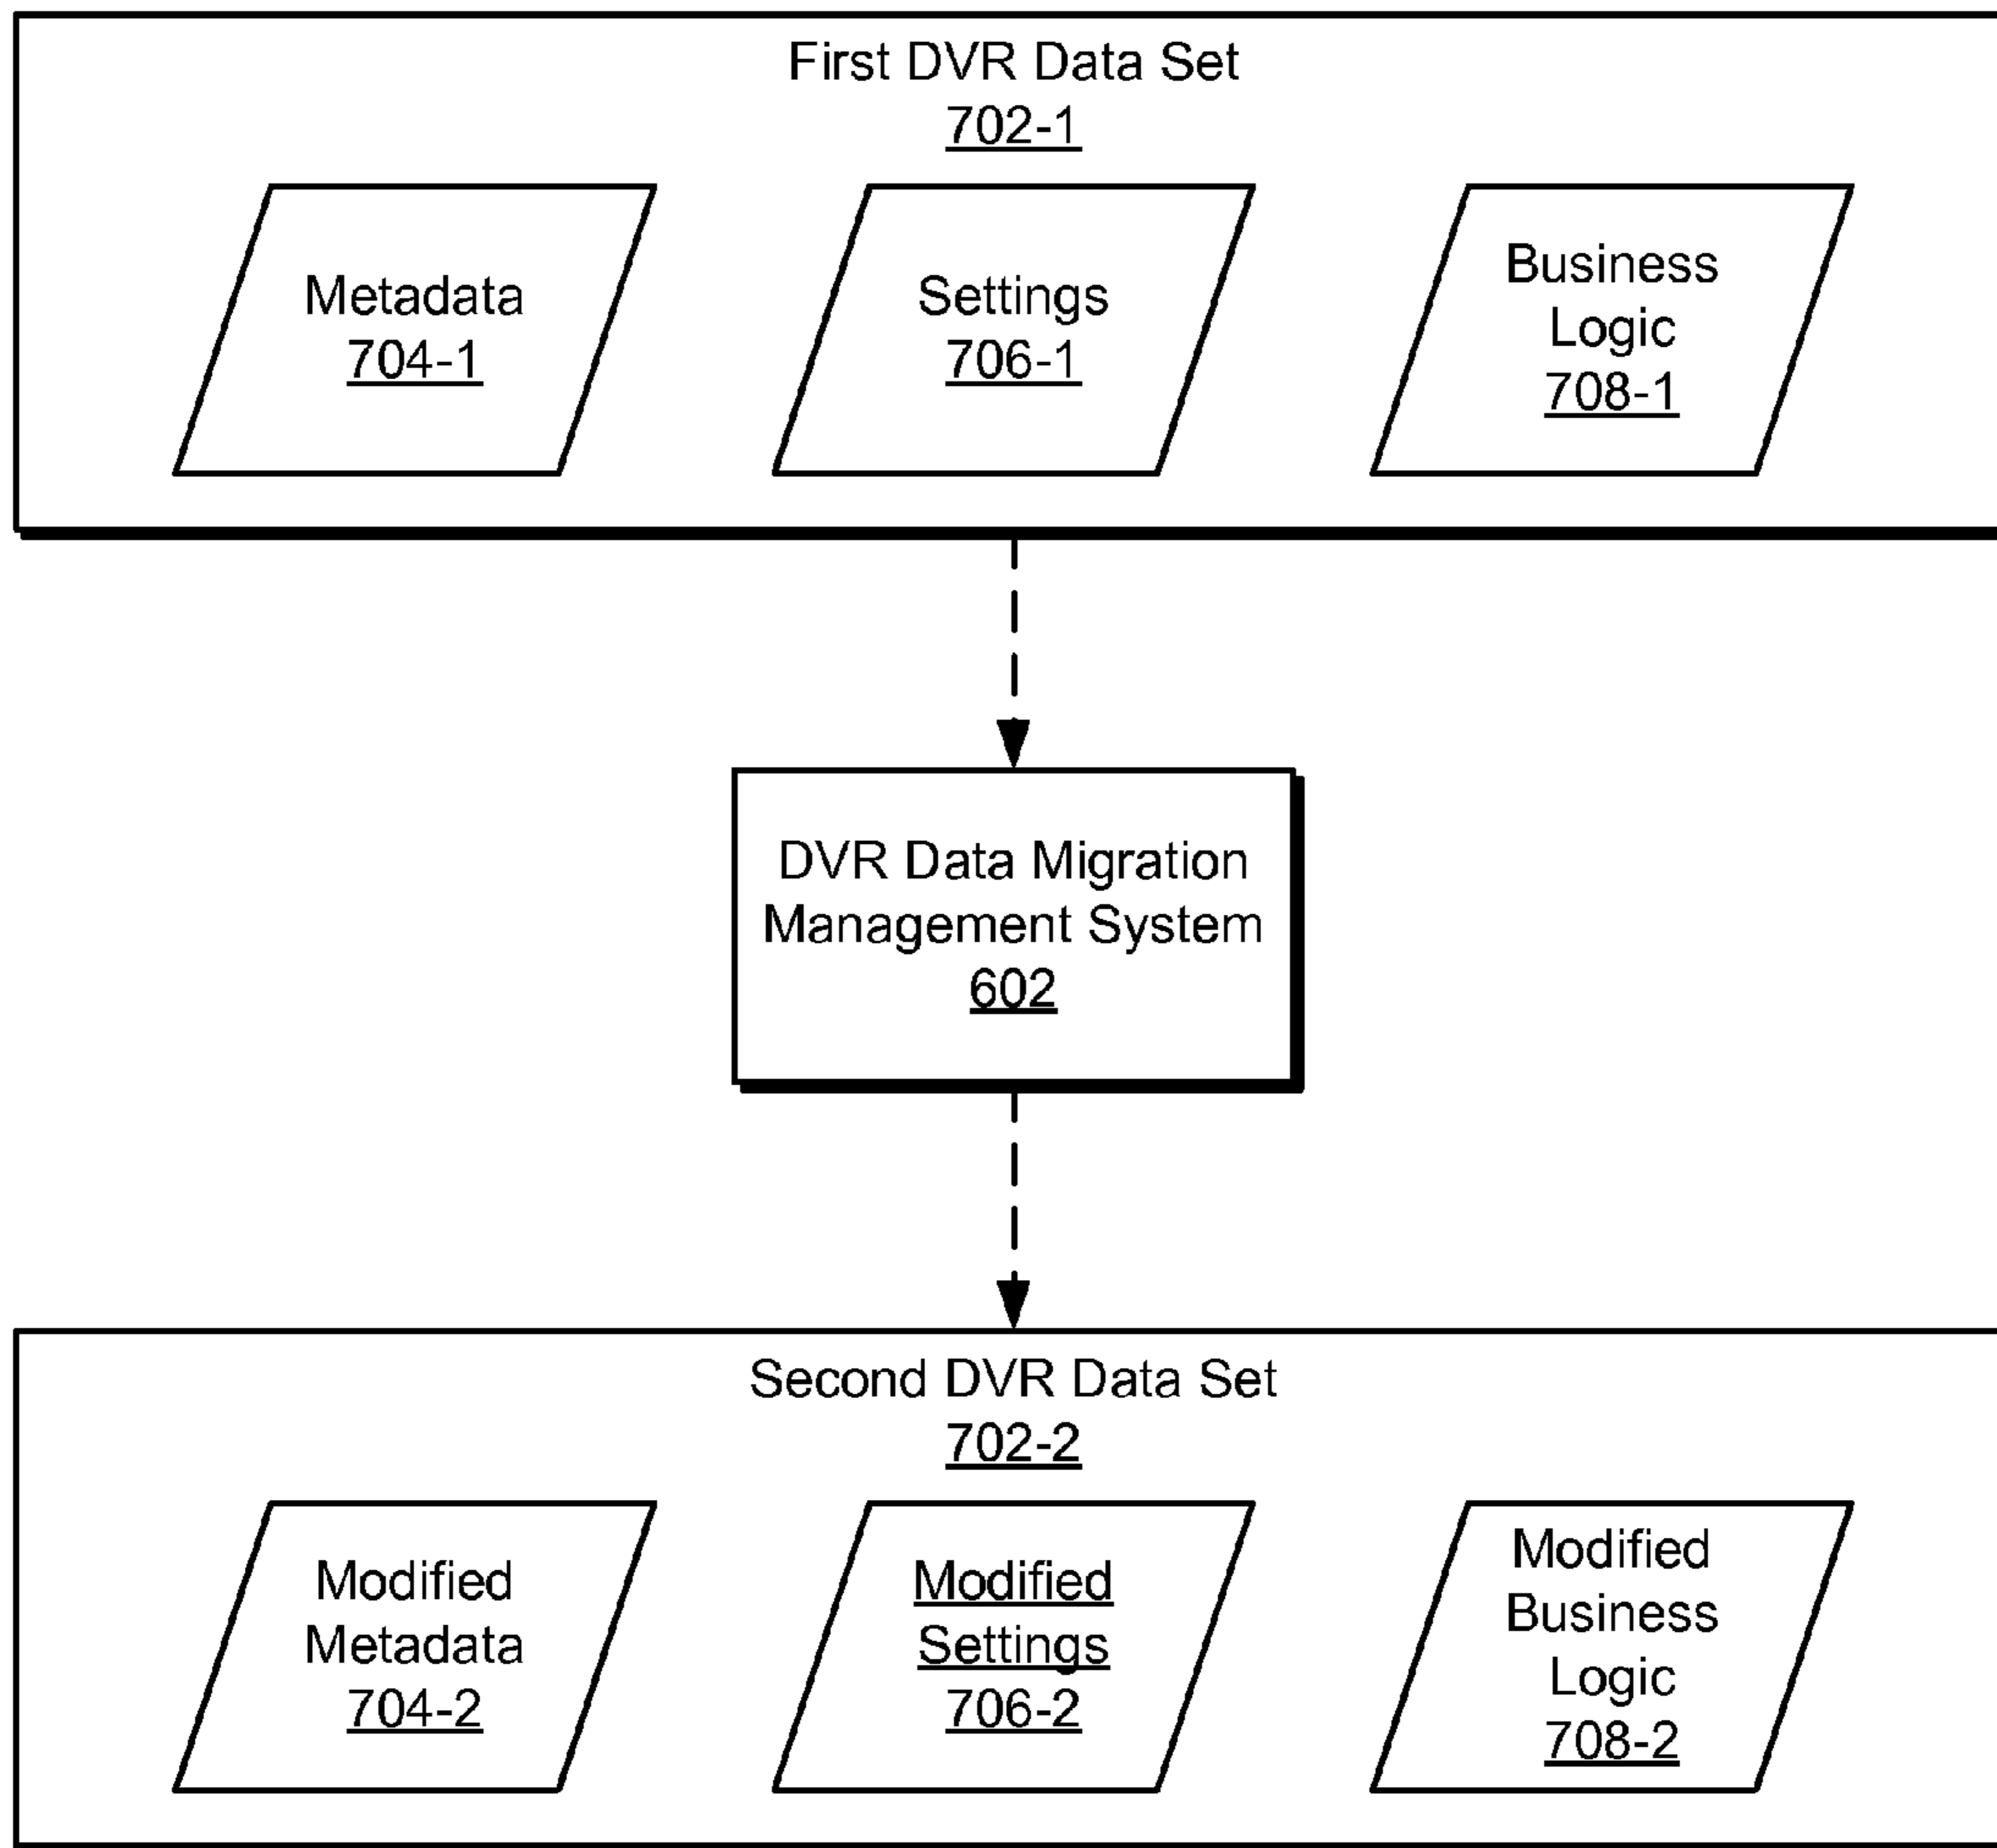 First DVR Data Set
702-1
Metadata
704-1
Settings
706-1
Business
Logic
708-1
DVR Data Migration
Management System
602
Second DVR Data Set
702-2
Modified
Metadata
704-2
Modified
Settings
706-2
Modified
Business
Logic
708-2